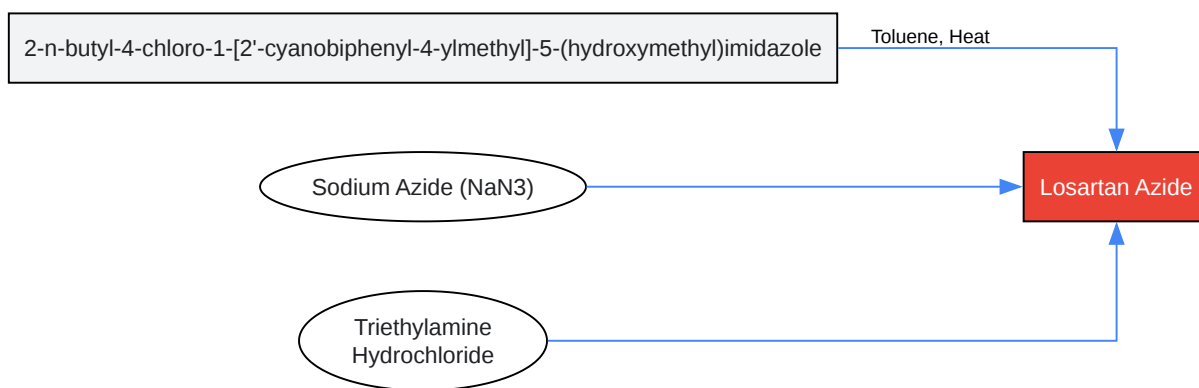 2-n-butyl-4-chloro-1-[2'-cyanobiphenyl-4-ylmethyl]-5-(hydroxymethyl)imidazole
Toluene, Heat
Sodium Azide (NaN3)
Losartan Azide
Triethylamine
Hydrochloride